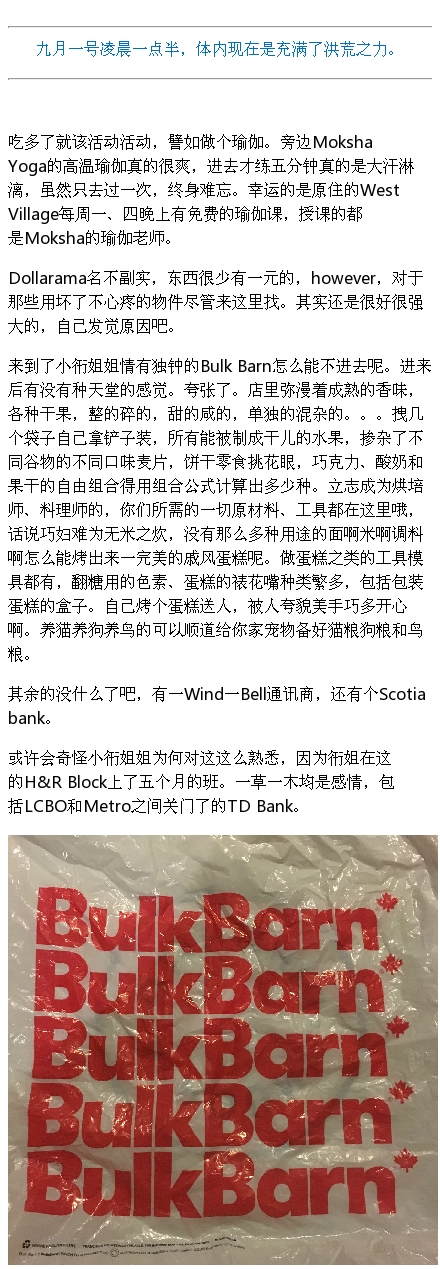 九月一号凌晨一点半，体内现在是充满了洪荒之力。
吃多了就该活动活动，譬如做个瑜伽。旁边Moksha
Yoga的高温瑜伽真的很爽，进去才练五分钟真的是大汗淋
漓，虽然只去过一次，终身难忘。幸运的是原住的West
Village每周一、四晚上有免费的瑜伽课，授课的都
是Moksha的瑜伽老师。
Dollarama名不副实，东西很少有一元的，however，对于
那些用坏了不心疼的物件尽管来这里找。其实还是很好很强
大的，自己发觉原因吧。
来到了小衔姐姐情有独钟的Bulk Barn怎么能不进去呢。进来
后有没有种天堂的感觉。夸张了。店里弥漫着成熟的香味，
各种干果，整的碎的，甜的咸的，单独的混杂的。。。拽几
个袋子自己拿铲子装，所有能被制成干儿的水果，掺杂了不
同谷物的不同口味麦片，饼干零食挑花眼，巧克力、酸奶和
果干的自由组合得用组合公式计算出多少种。立志成为烘培
师、料理师的，你们所需的一切原材料、工具都在这里哦，
话说巧妇难为无米之炊，没有那么多种用途的面啊米啊调料
啊怎么能烤出来一完美的戚风蛋糕呢。做蛋糕之类的工具模
具都有，翻糖用的色素、蛋糕的裱花嘴种类繁多，包括包装
蛋糕的盒子。自己烤个蛋糕送人，被人夸貌美手巧多开心
啊。养猫养狗养鸟的可以顺道给你家宠物备好猫粮狗粮和鸟
粮。
其余的没什么了吧，有一Wind一Bell通讯商，还有个Scotia
bank。
或许会奇怪小衔姐姐为何对这这么熟悉，因为衔姐在这
的H&R Block上了五个月的班。一草一木均是感情，包
括LCBO和Metro之间关门了的TD Bank。
BulkBarn
BulkBarn
BulkBarn
BulkBarn
BulkBarn